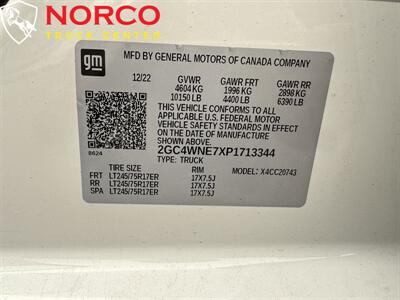 NORCO
TRUCK CENTER
gm
MFD BY GENERAL MOTORS OF CANADA COMPANY
12/22 GVWR GAWR FRT GAWR RR
4604 KG 1996 KG 2898 KG
10150 LB 4400 LB 6390 LB
THIS VEHICLE CONFORMS TO ALL
APPLICABLE U.S. FEDERAL MOTOR
VEHICLE SAFETY STANDARDS IN EFFECT
ON THE DATE OF MANUFACTURE
SHOWN ABOVE.
8624
2GC4WNE7XP1713344
TYPE: TRUCK MODEL: X4CC20743
TIRE SIZE RIM
FRT LT245/75R17ER 17X7.5J
RR LT245/75R17ER 17X7.5J
SPA LT245/75R17ER 17X7.5J